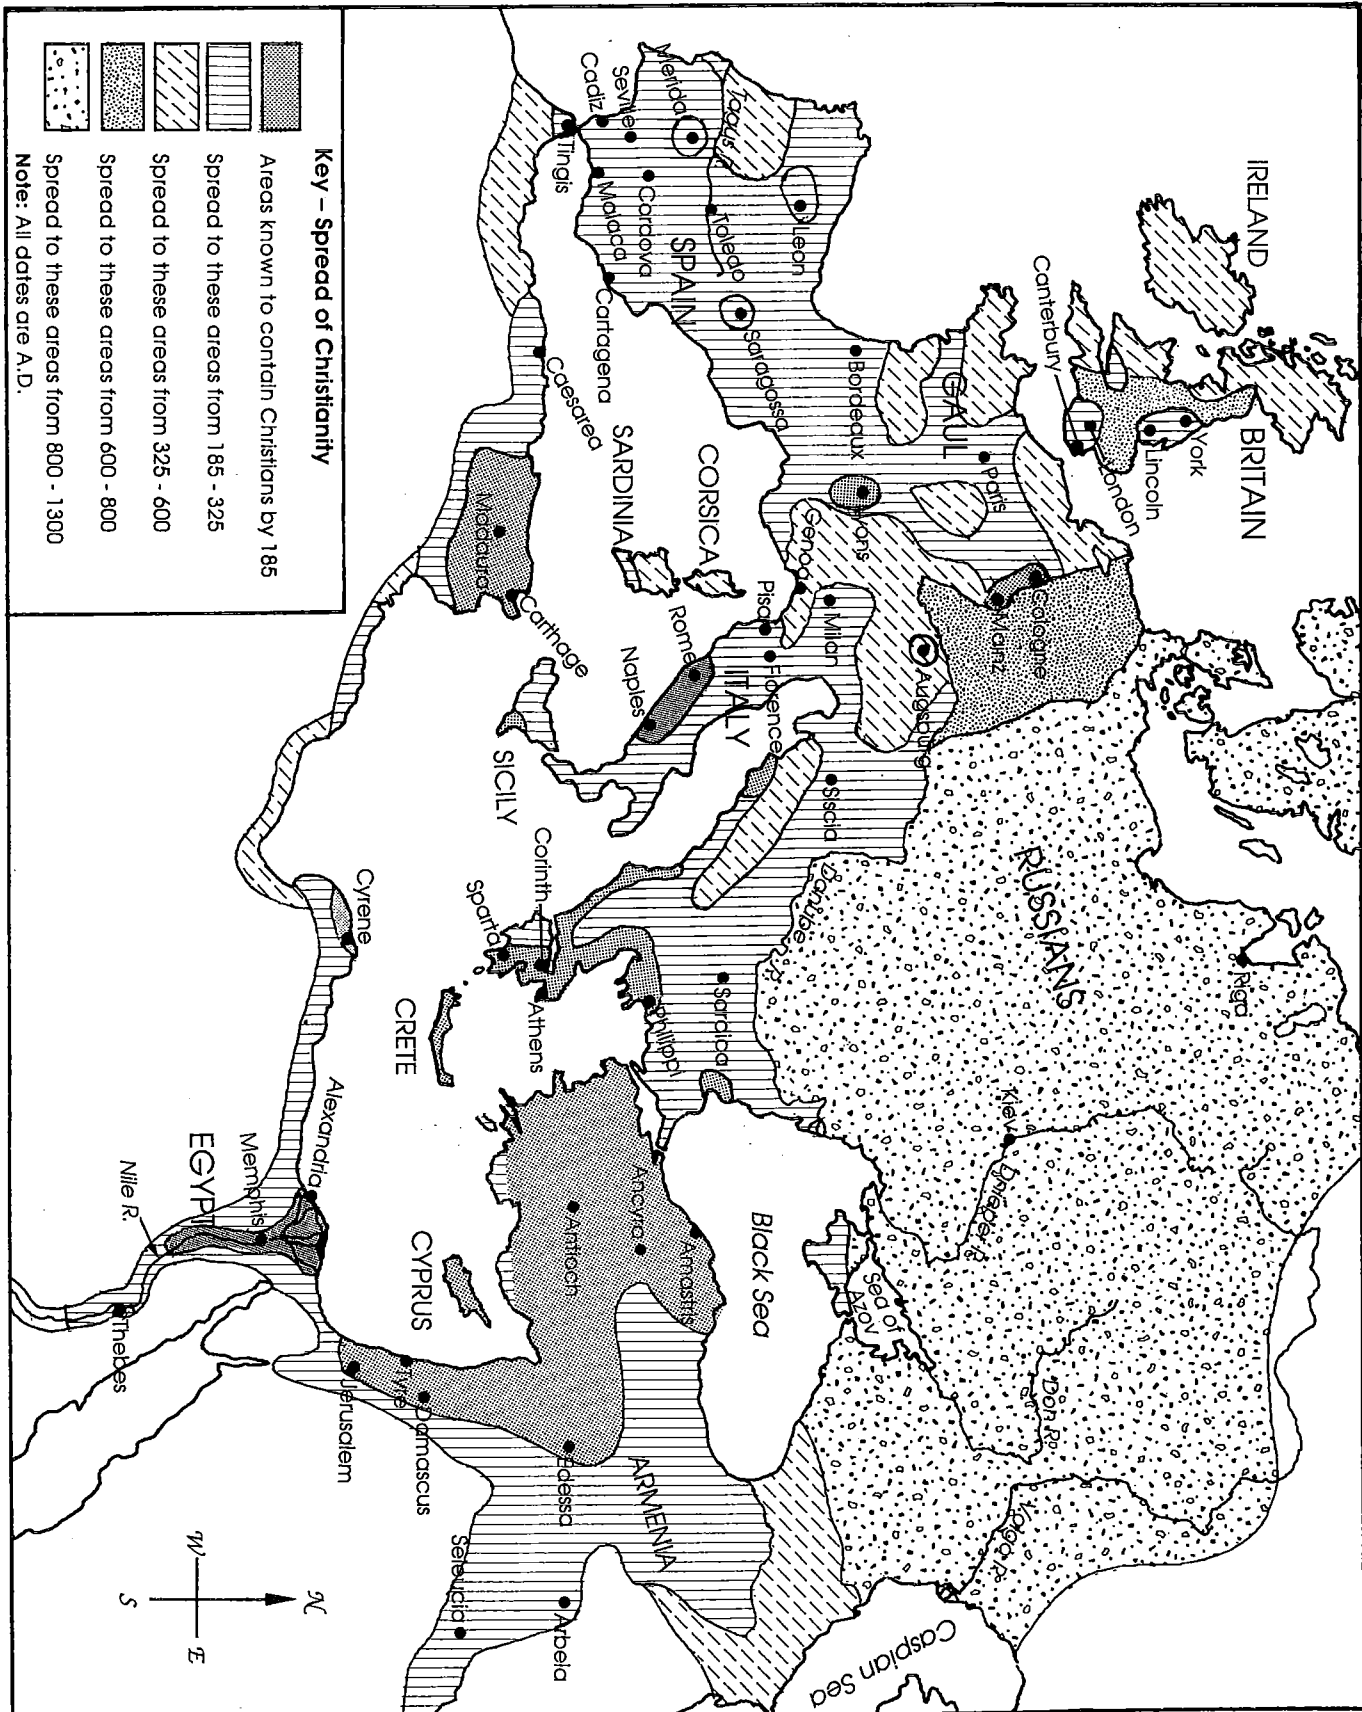 IRELAND
BRITAIN
York
Lincoln
London
Canterbury
GAUL
Paris
Bordeaux
Lyons
Cologne
Mainz
Augsburg
RUSSIANS
Riga
Kiev
Dnieper R.
Don R.
Volga R.
Caspian Sea
Sea of
Azov
Black Sea
Danube R.
Leon
Tagus R.
Merida
Toledo
SPAIN
Saragossa
Seville
Cordova
Cadiz
Malaca
Cartagena
Tingis
Caesarea
CORSICA
SARDINIA
Genoa
Milan
Pisa
Florence
ITALY
Rome
Naples
SICILY
Siscia
Sardica
Philippi
Corinth
Athens
Sparta
CRETE
Madaura
Carthage
Cyrene
Alexandria
Memphis
EGYPT
Nile R.
Thebes
Amastris
Ancyra
Antioch
CYPRUS
Tyre
Damascus
Jerusalem
Edessa
ARMENIA
Arbela
Seleucia
N
W
E
S
Key – Spread of Christianity
Areas known to contain Christians by 185
Spread to these areas from 185 - 325
Spread to these areas from 325 - 600
Spread to these areas from 600 - 800
Spread to these areas from 800 - 1300
Note: All dates are A.D.